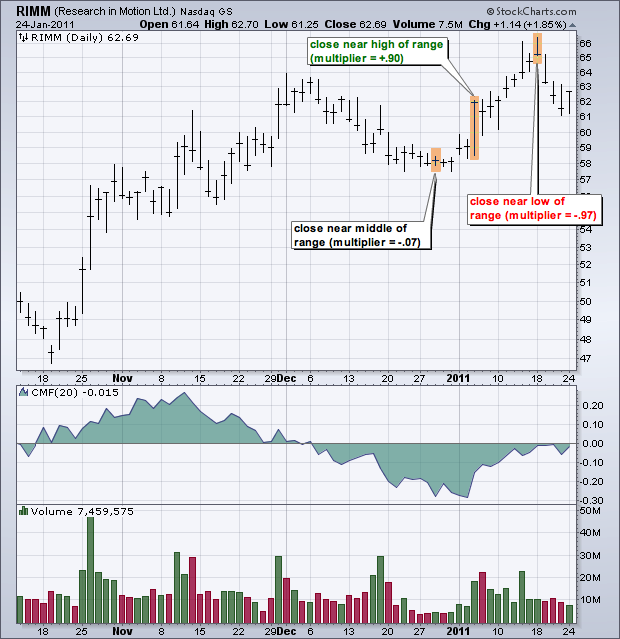 RIMM (Research in Motion Ltd.) Nasdaq GS
© StockCharts.com
24-Jan-2011 Open 61.64 High 62.70 Low 61.25 Close 62.69 Volume 7.5M Chg +1.14 (+1.85%)
RIMM (Daily) 62.69
close near high of range
(multiplier = +.90)
close near low of
range (multiplier = -.97)
close near middle of
range (multiplier = -.07)
66
65
64
63
62
61
60
59
58
57
54
53
52
51
50
49
48
47
18 25 Nov 8 15 22 29 Dec 6 13 20 27 2011 10 18 24
CMF(20) -0.015
0.20
0.10
0.00
-0.10
-0.20
-0.30
Volume 7,459,575
50M
40M
30M
20M
10M
18 25 Nov 8 15 22 29 Dec 6 13 20 27 2011 10 18 24